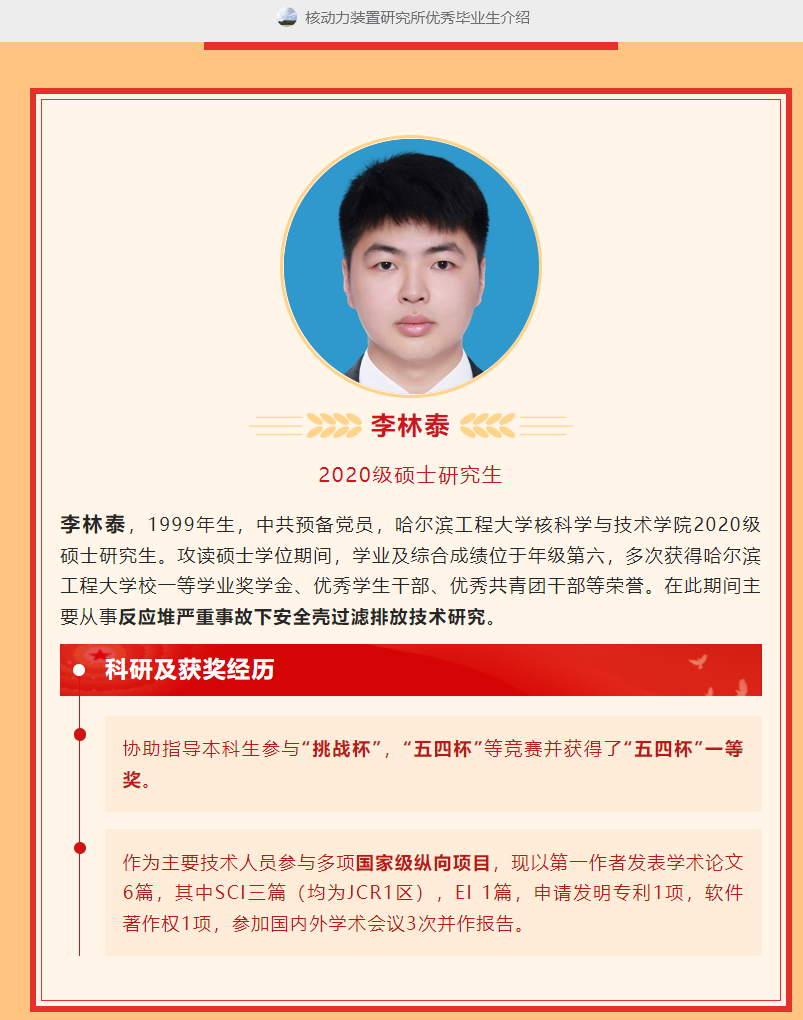 核动力装置研究所优秀毕业生介绍
李林泰
2020级硕士研究生
李林泰，1999年生，中共预备党员，哈尔滨工程大学核科学与技术学院2020级
硕士研究生。攻读硕士学位期间，学业及综合成绩位于年级第六，多次获得哈尔滨
工程大学校一等学业奖学金、优秀学生干部、优秀共青团干部等荣誉。在此期间主
要从事反应堆严重事故下安全壳过滤排放技术研究。
科研及获奖经历
协助指导本科生参与“挑战杯”，“五四杯”等竞赛并获得了“五四杯”一等
奖。
作为主要技术人员参与多项国家级纵向项目，现以第一作者发表学术论文
6篇，其中SCI三篇（均为JCR1区），EI 1篇，申请发明专利1项，软件
著作权1项，参加国内外学术会议3次并作报告。